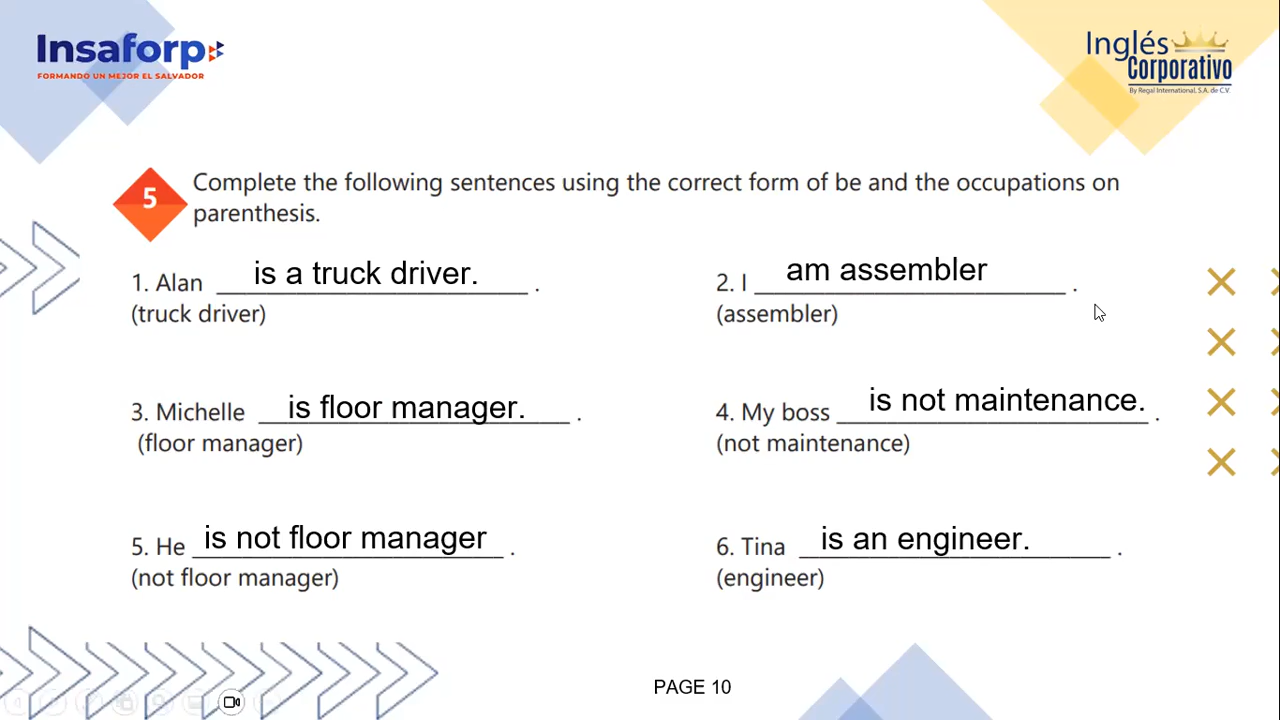 Insaforp
FORMANDO UN MEJOR EL SALVADOR
Inglés
Corporativo
By Regal International, S.A. de C.V.
5
Complete the following sentences using the correct form of be and the occupations on
parenthesis.
1. Alan is a truck driver. .
(truck driver)
2. I am assembler .
(assembler)
3. Michelle is floor manager. .
(floor manager)
4. My boss is not maintenance. .
(not maintenance)
5. He is not floor manager .
(not floor manager)
6. Tina is an engineer. .
(engineer)
PAGE 10